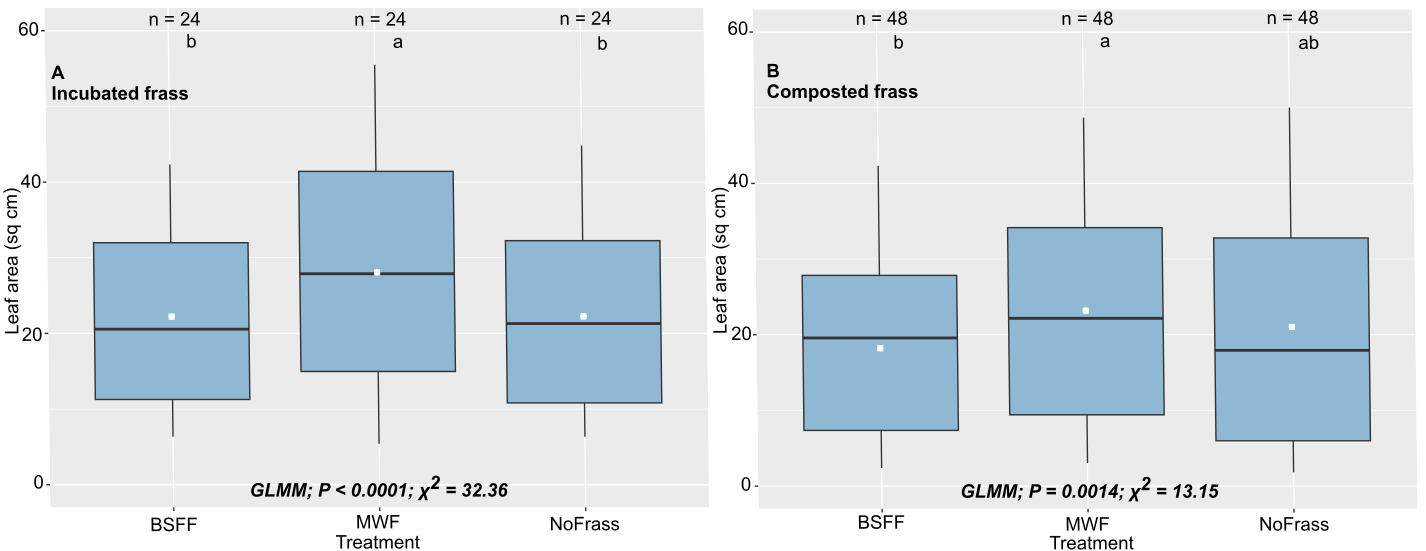 n = 24 n = 24 n = 24
b a b
60
A
Incubated frass
40
20
0
Leaf area (sq cm)
GLMM; P < 0.0001; χ2 = 32.36
BSFF MWF NoFrass
Treatment
n = 48 n = 48 n = 48
b a ab
60
B
Composted frass
40
20
0
Leaf area (sq cm)
GLMM; P = 0.0014; χ2 = 13.15
BSFF MWF NoFrass
Treatment